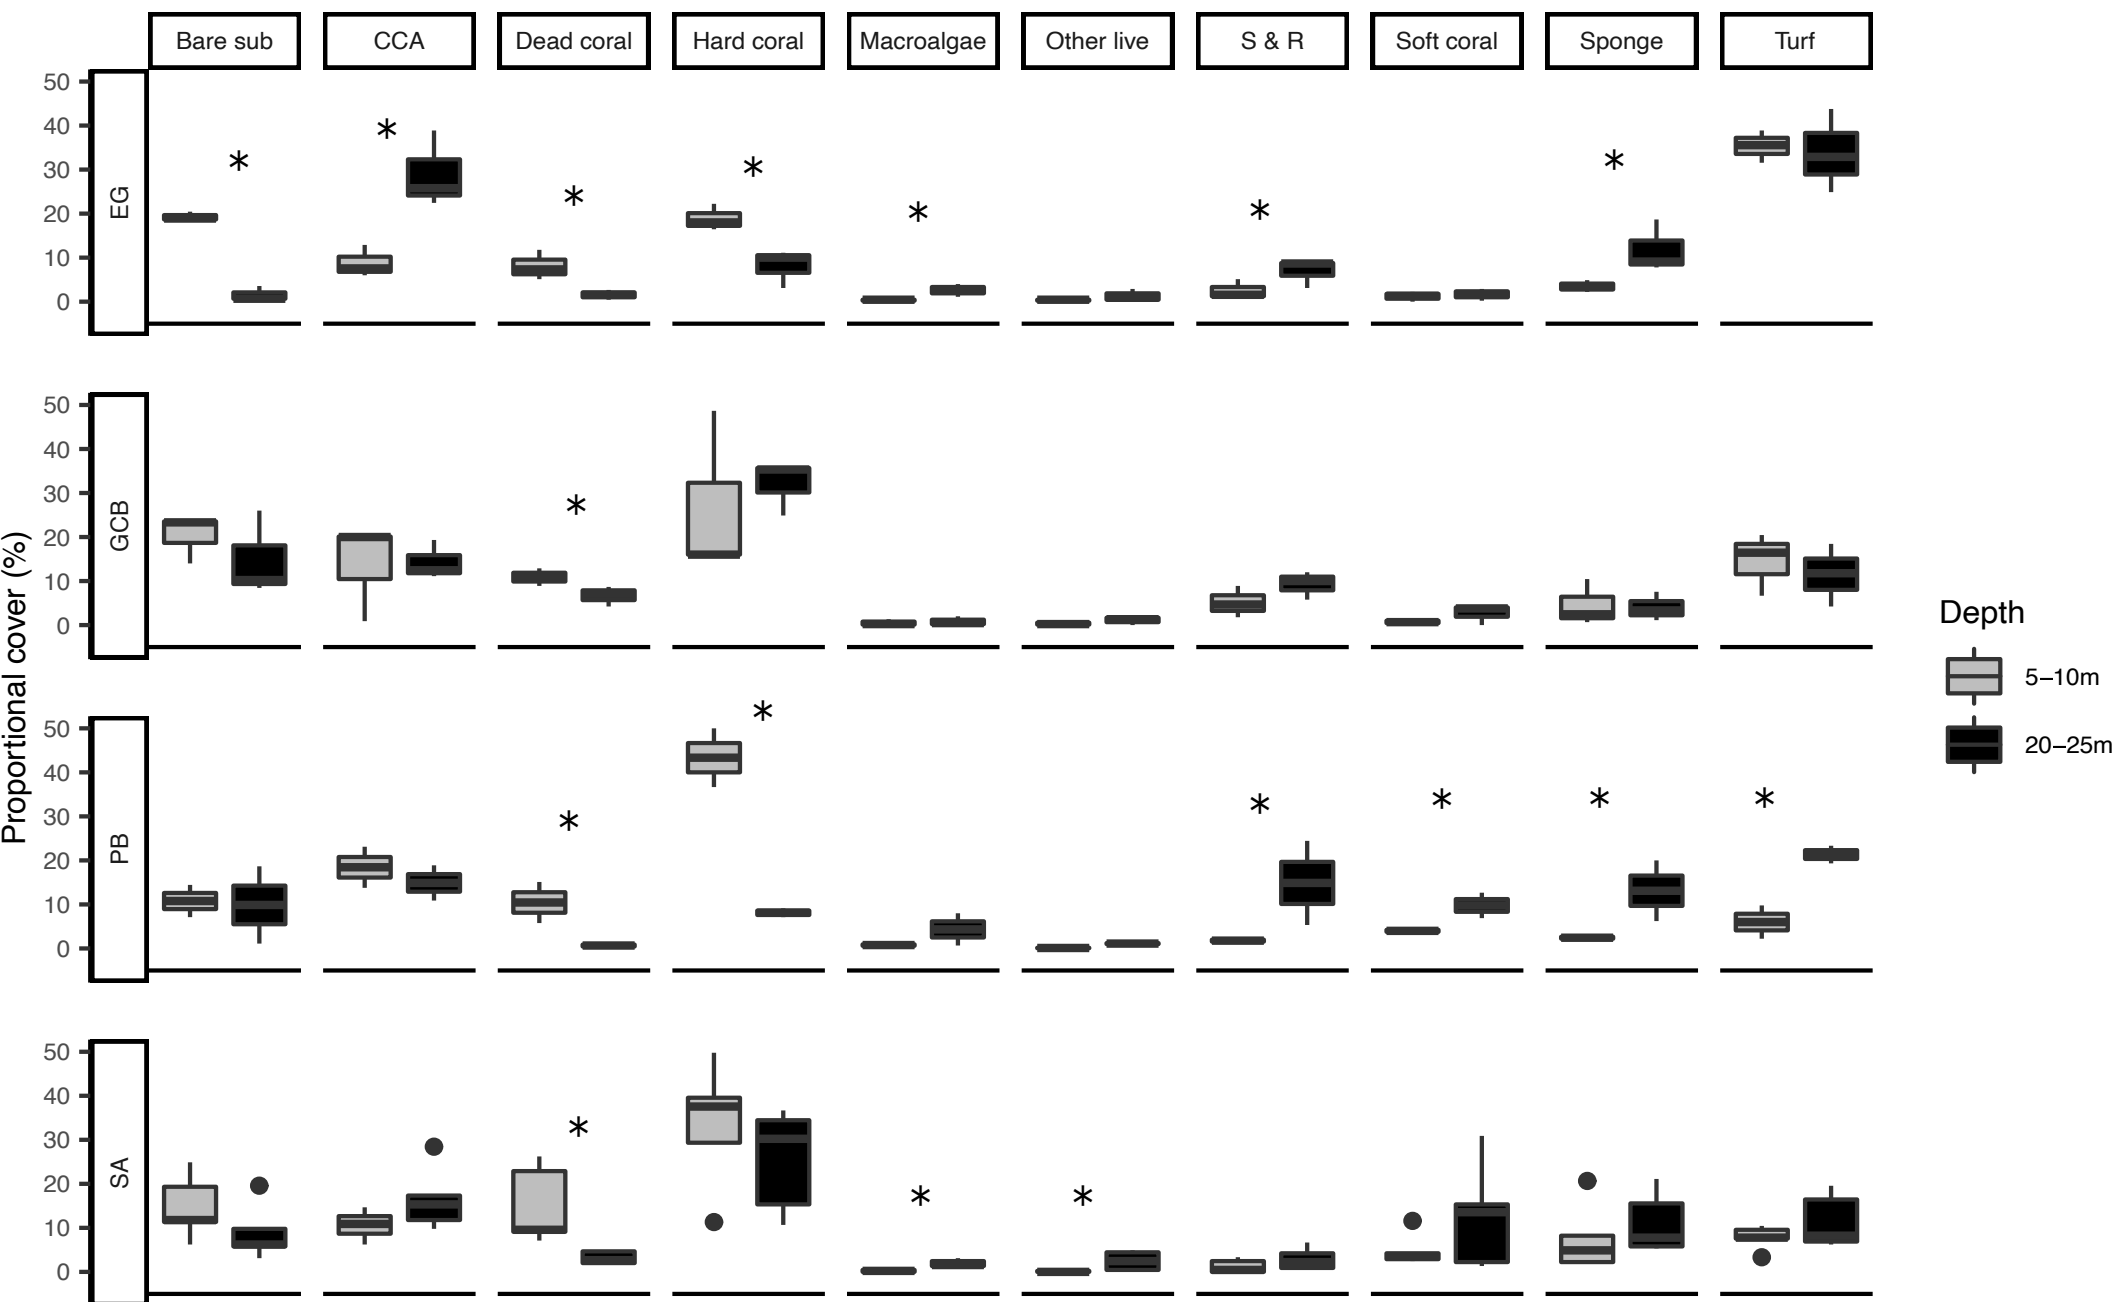 Bare sub CCA Dead coral Hard coral Macroalgae Other live S & R Soft coral Sponge Turf
Proportional cover (%)
EG
50
40
30
20
10
0
* * * * * * *
GCB
50
40
30
20
10
0
*
PB
50
40
30
20
10
0
* * * * * *
SA
50
40
30
20
10
0
* * *
Depth
5–10m
20–25m